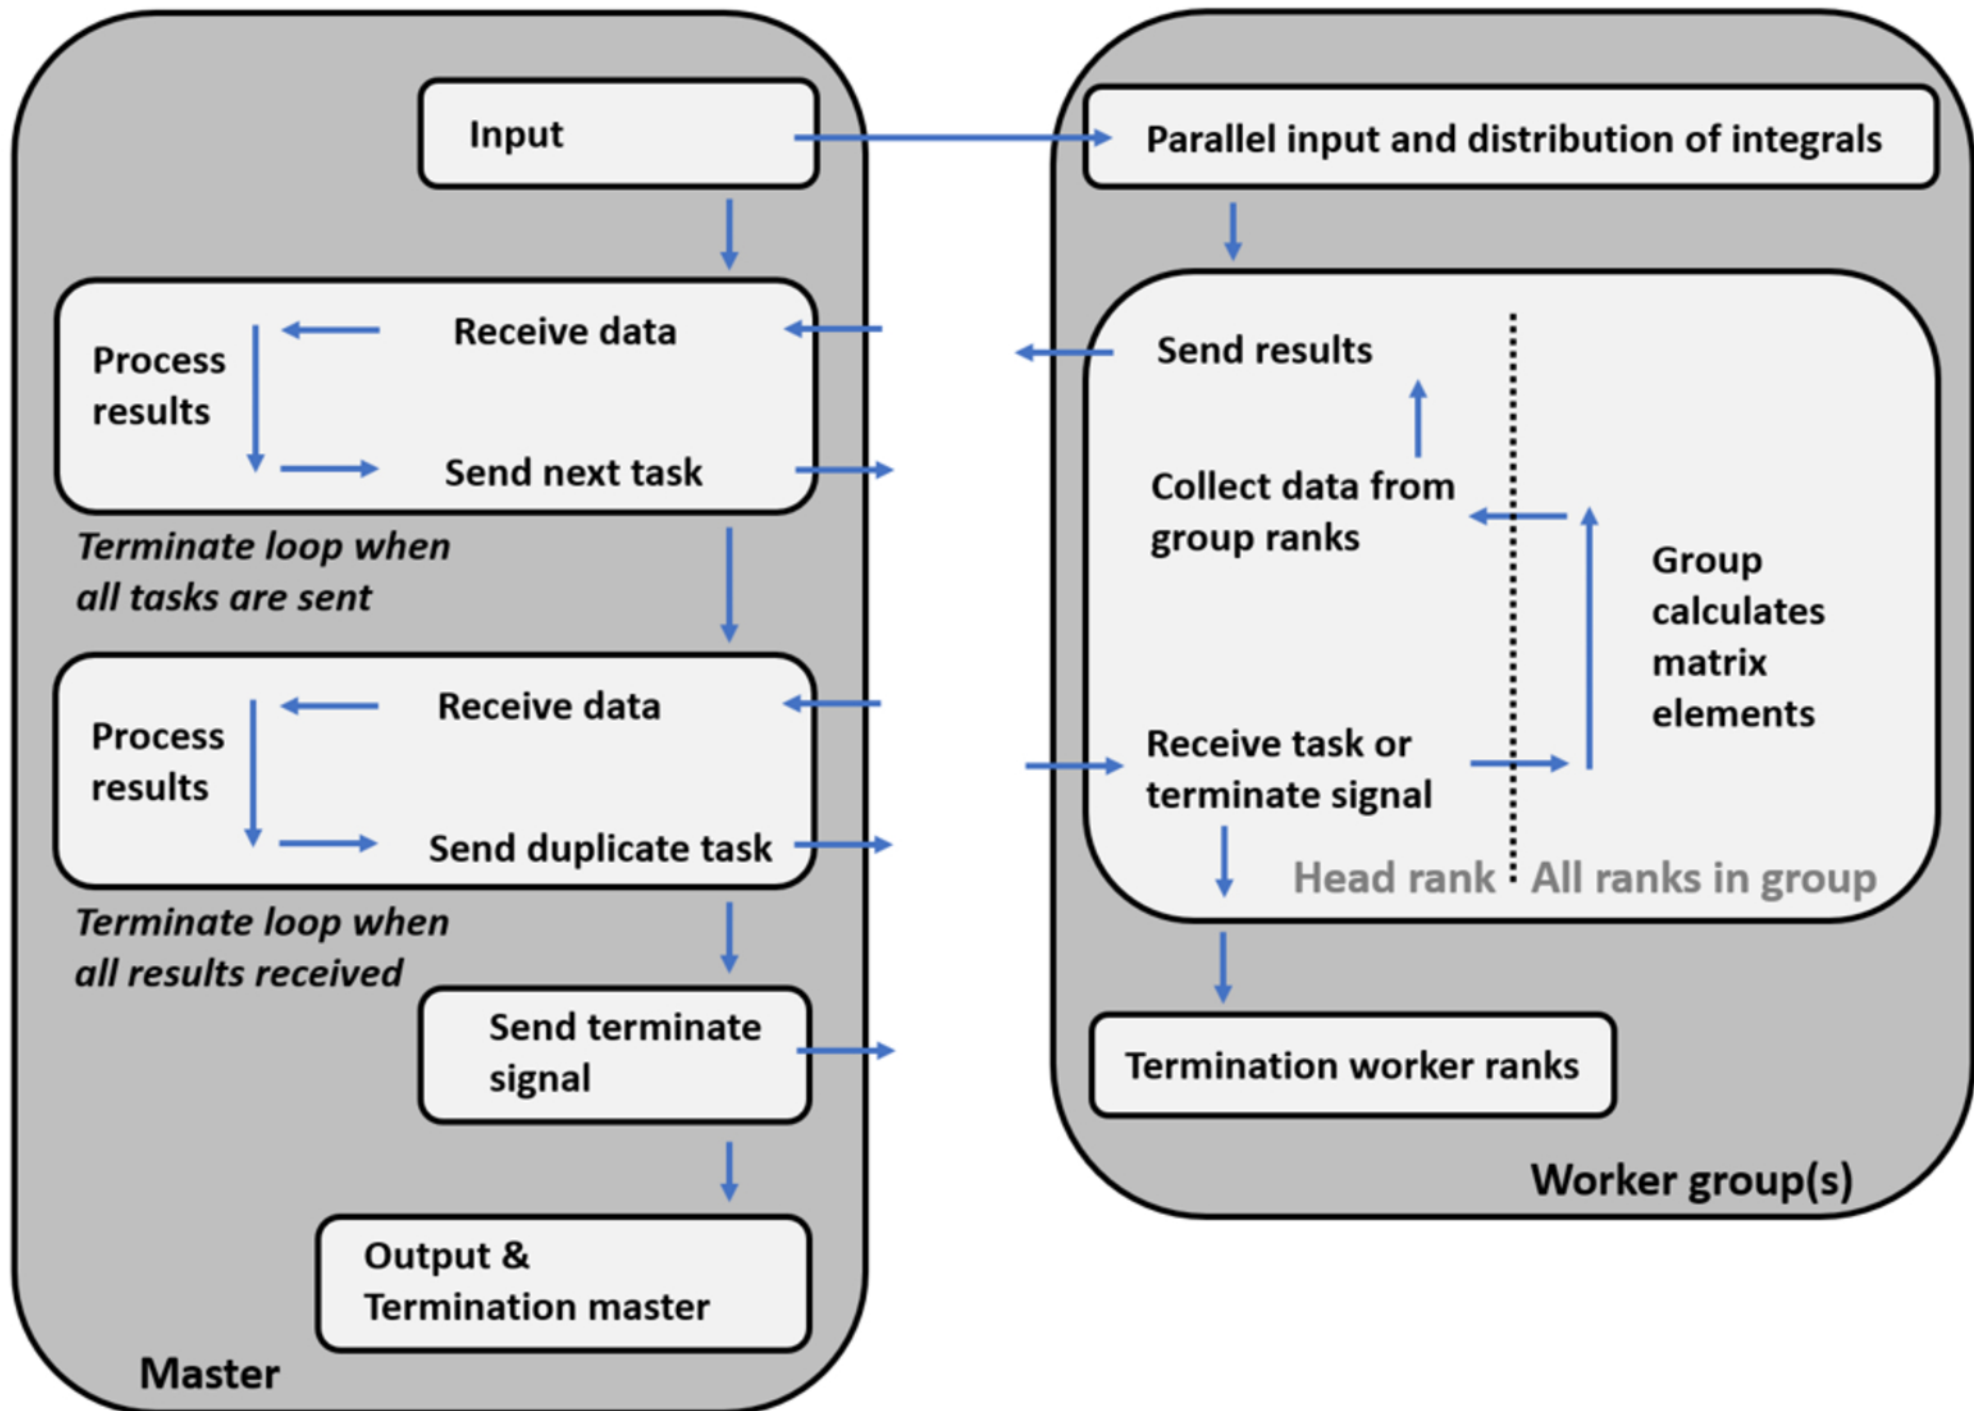 Input
Receive data
Process
results
Send next task
Terminate loop when
all tasks are sent
Receive data
Process
results
Send duplicate task
Terminate loop when
all results received
Send terminate
signal
Output &
Termination master
Master
Parallel input and distribution of integrals
Send results
Collect data from
group ranks
Group
calculates
matrix
elements
Receive task or
terminate signal
Head rank
All ranks in group
Termination worker ranks
Worker group(s)